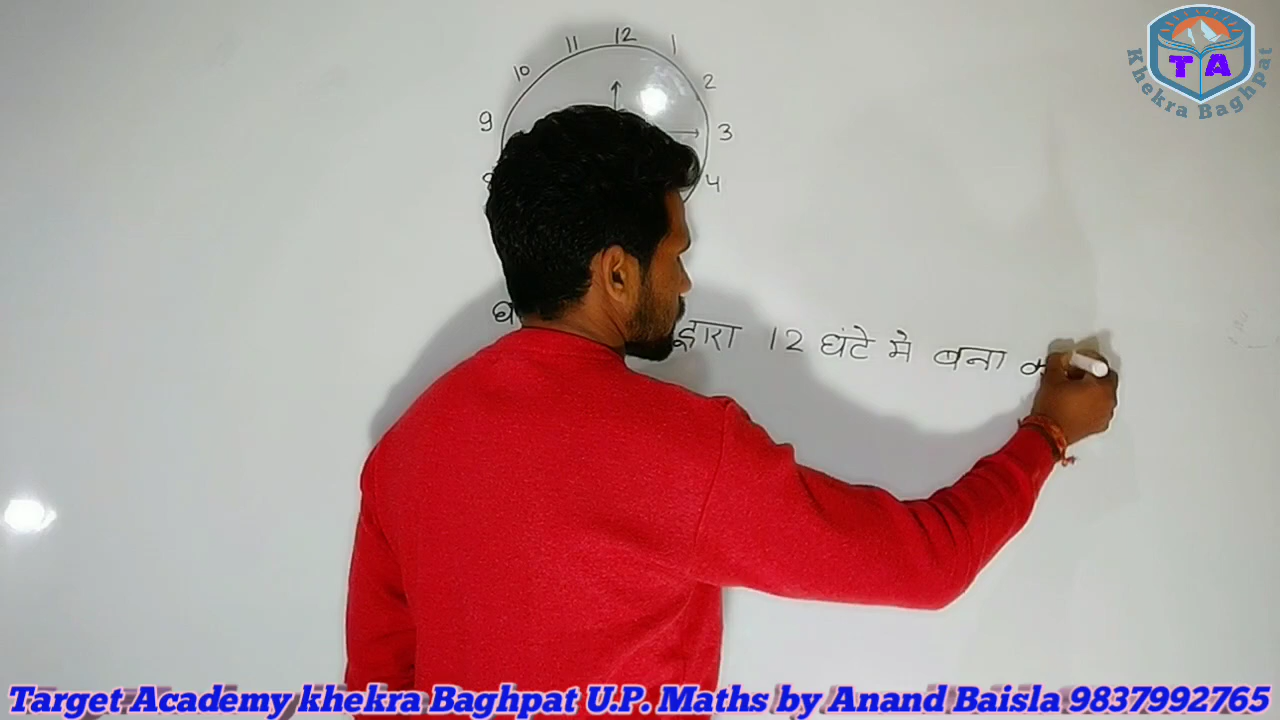 11 12 1
10 2
9 3
4
द्वारा 12 घंटे मे बना
TA
Khekra Baghpat
Target Academy khekra Baghpat U.P. Maths by Anand Baisla 9837992765